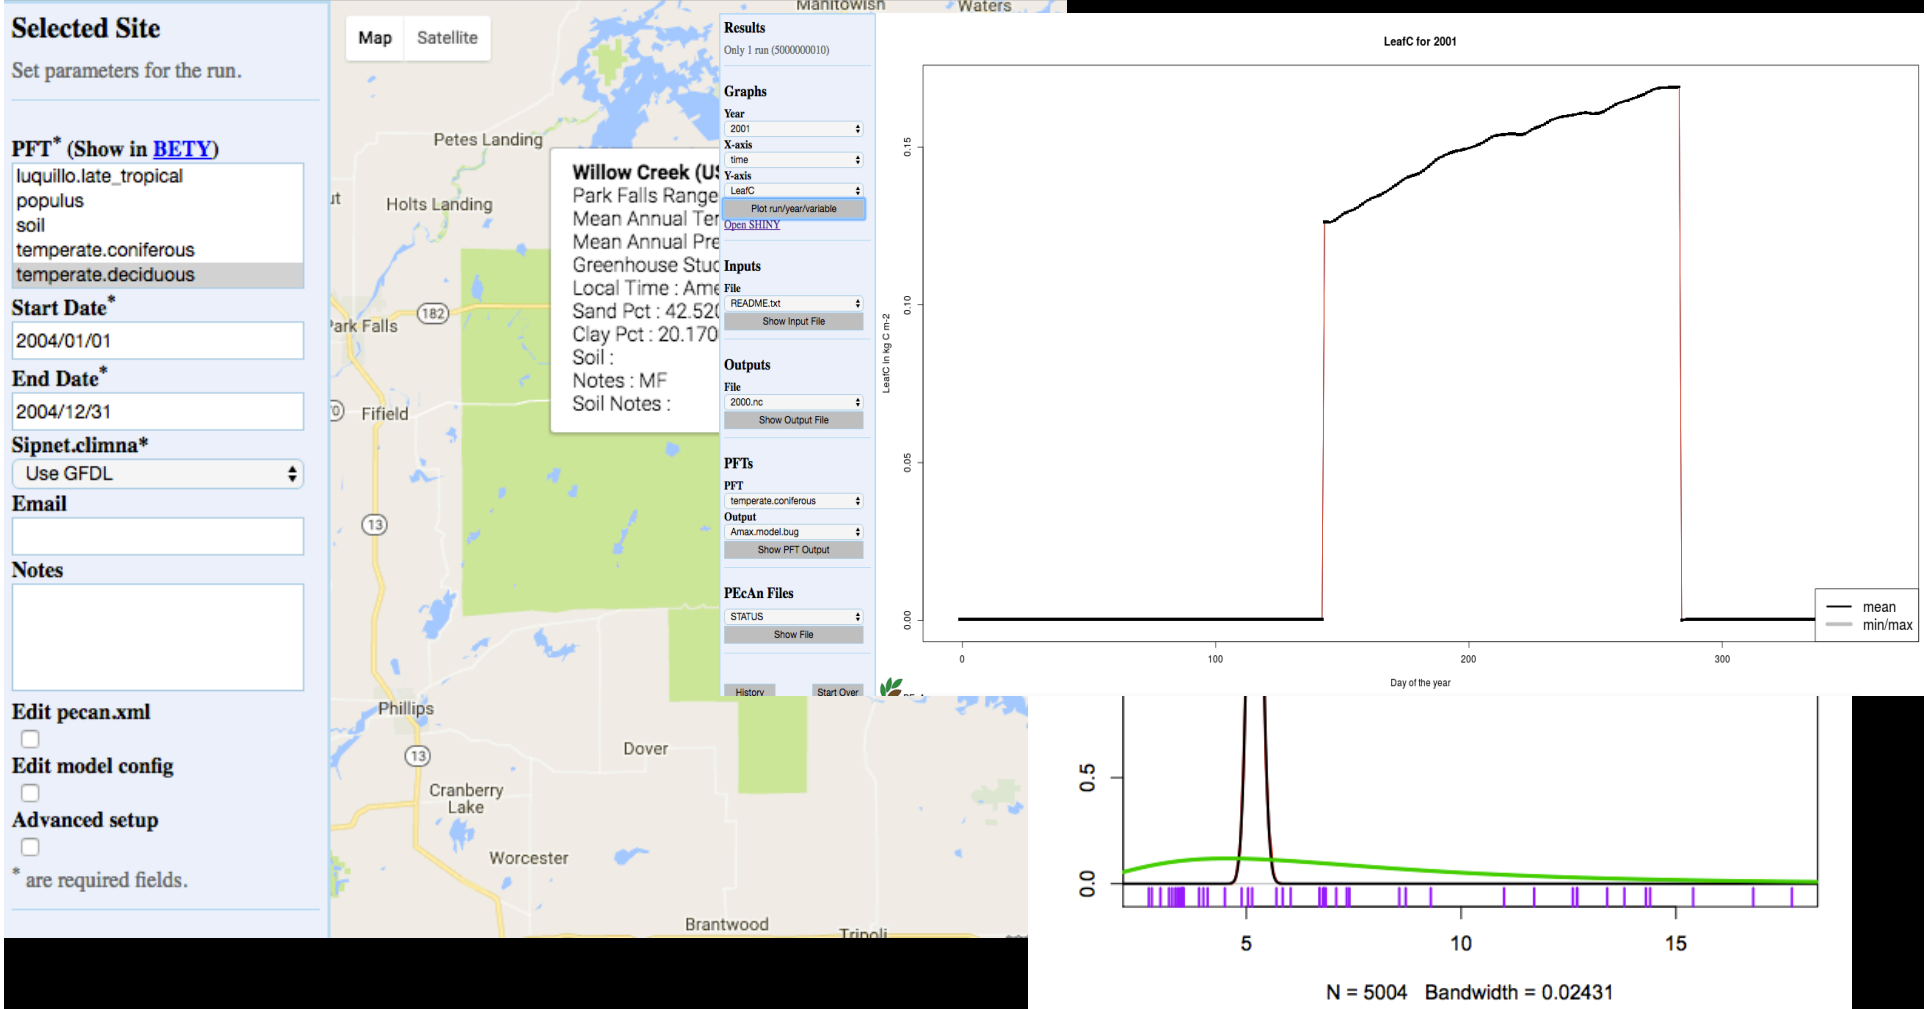 Selected Site
Set parameters for the run.
PFT* (Show in BETY)
luquillo.late_tropical
populus
soil
temperate.coniferous
temperate.deciduous
Start Date*
2004/01/01
End Date*
2004/12/31
Sipnet.climna*
Use GFDL
Email
Notes
Edit pecan.xml
Edit model config
Advanced setup
* are required fields.
Map Satellite
Manitowish Waters
Petes Landing
Holts Landing
182
Park Falls
Fifield
13
Phillips
13
Dover
Cranberry
Lake
Worcester
Brantwood
Tripoli
Willow Creek (US
Park Falls Range
Mean Annual Ter
Mean Annual Pre
Greenhouse Stud
Local Time : Ame
Sand Pct : 42.520
Clay Pct : 20.170
Soil :
Notes : MF
Soil Notes :
Results
Only 1 run (5000000010)
Graphs
Year
2001
X-axis
time
Y-axis
LeafC
Plot run/year/variable
Open SHINY
Inputs
File
README.txt
Show Input File
Outputs
File
2000.nc
Show Output File
PFTs
PFT
temperate.coniferous
Output
Amax.model.bug
Show PFT Output
PEcAn Files
STATUS
Show File
History Start Over
LeafC for 2001
LeafC in kg C m-2
0.15
0.10
0.05
0.00
0 100 200 300
Day of the year
mean
min/max
0.5
0.0
5 10 15
N = 5004 Bandwidth = 0.02431